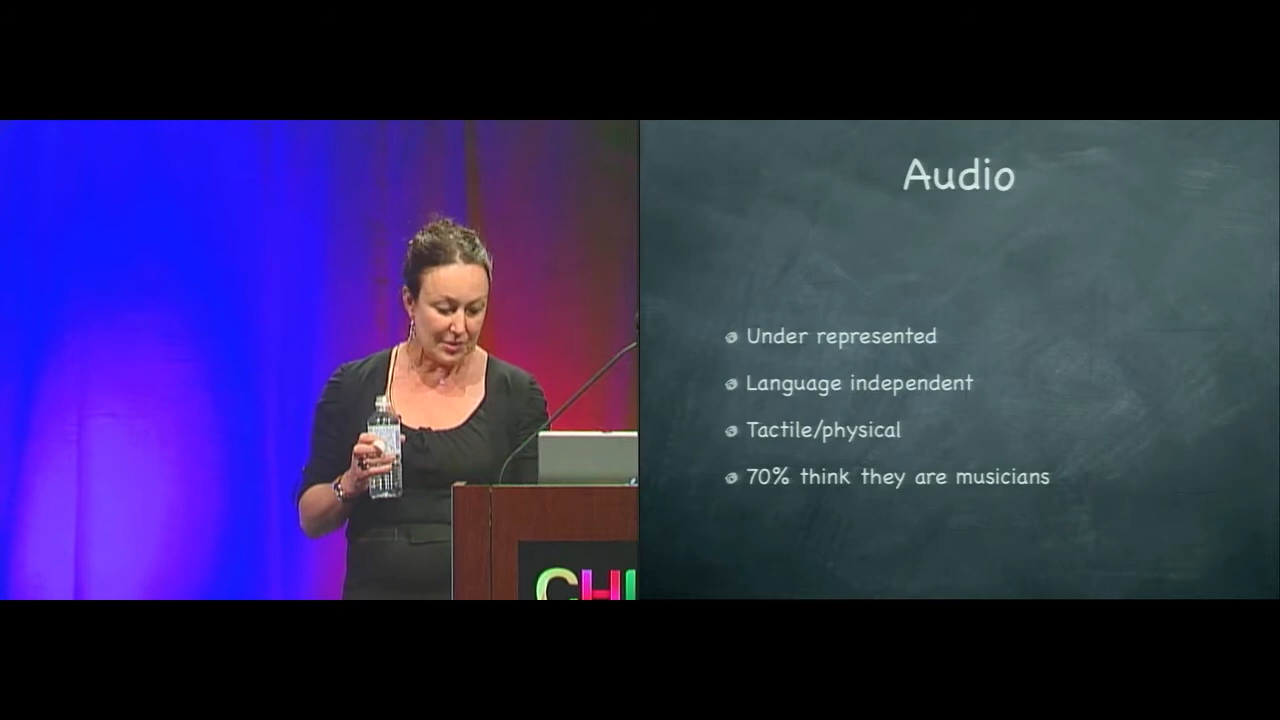 Audio
Under represented
Language independent
Tactile/physical
70% think they are musicians
CHI